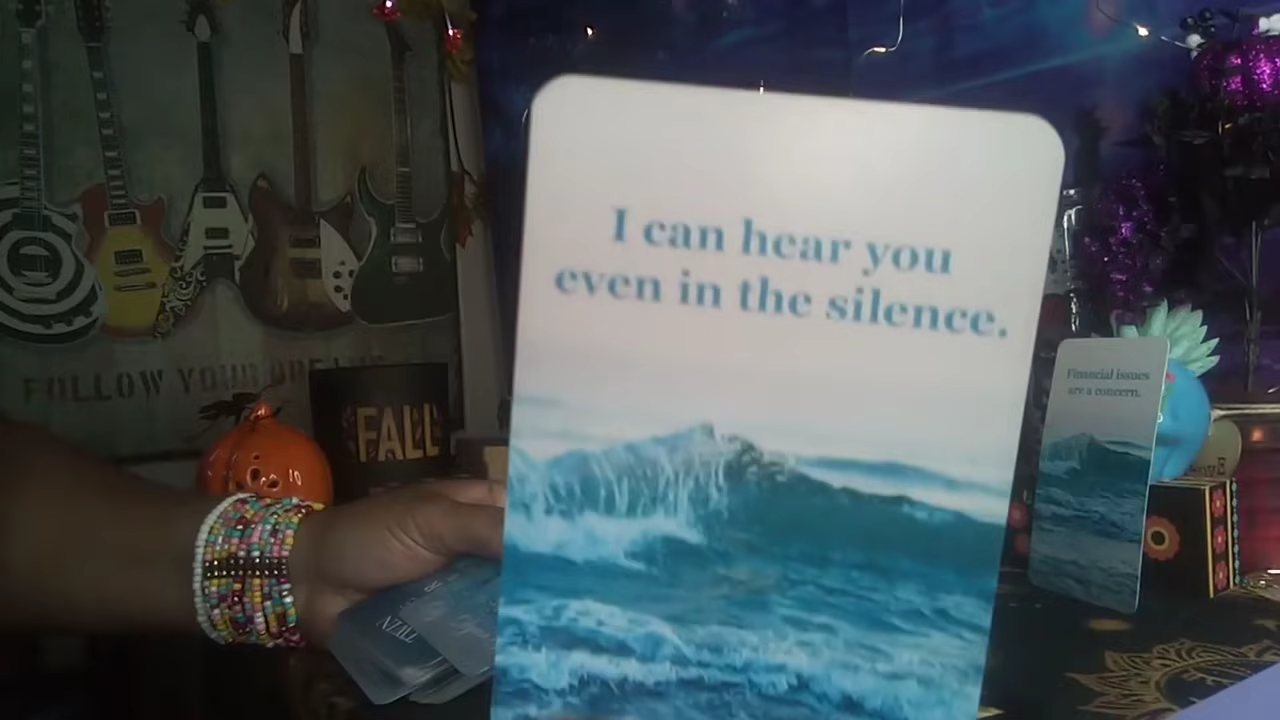 I can hear you
even in the silence.
Financial issues
are a concern.
FOLLOW YOUR
FALL